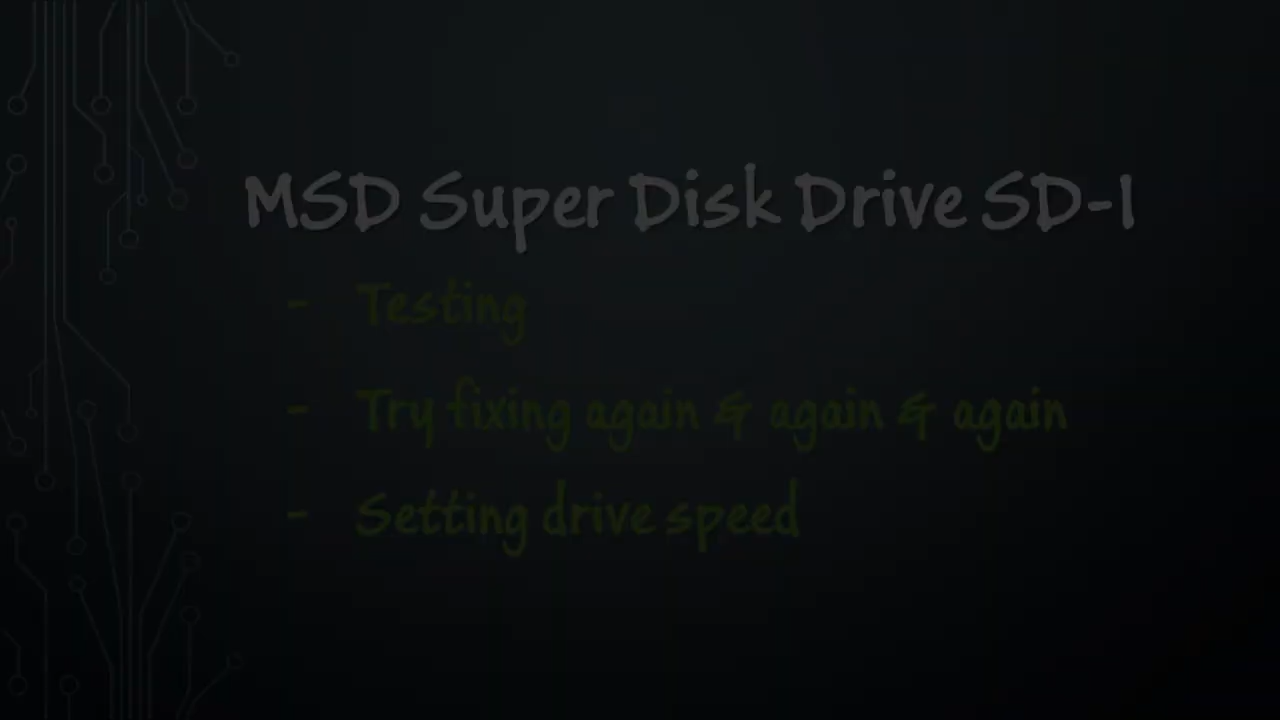 MSD Super Disk Drive SD-1
- Testing
- Try fixing again & again & again
- Setting drive speed